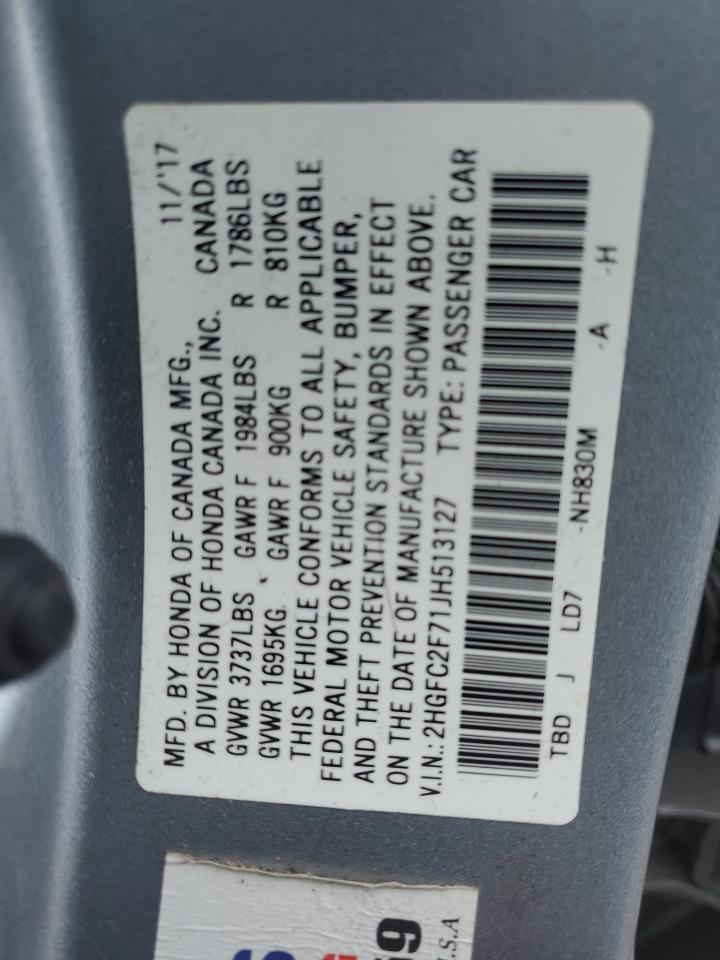 MFD. BY HONDA OF CANADA MFG., 11/'17
A DIVISION OF HONDA CANADA INC. CANADA
GVWR 3737LBS GAWR F 1984LBS R 1786LBS
GVWR 1695KG GAWR F 900KG R 810KG
THIS VEHICLE CONFORMS TO ALL APPLICABLE
FEDERAL MOTOR VEHICLE SAFETY, BUMPER,
AND THEFT PREVENTION STANDARDS IN EFFECT
ON THE DATE OF MANUFACTURE SHOWN ABOVE.
V.I.N.: 2HGFC2F71JH513127 TYPE: PASSENGER CAR
TBD J LD7 -NH830M -A -H